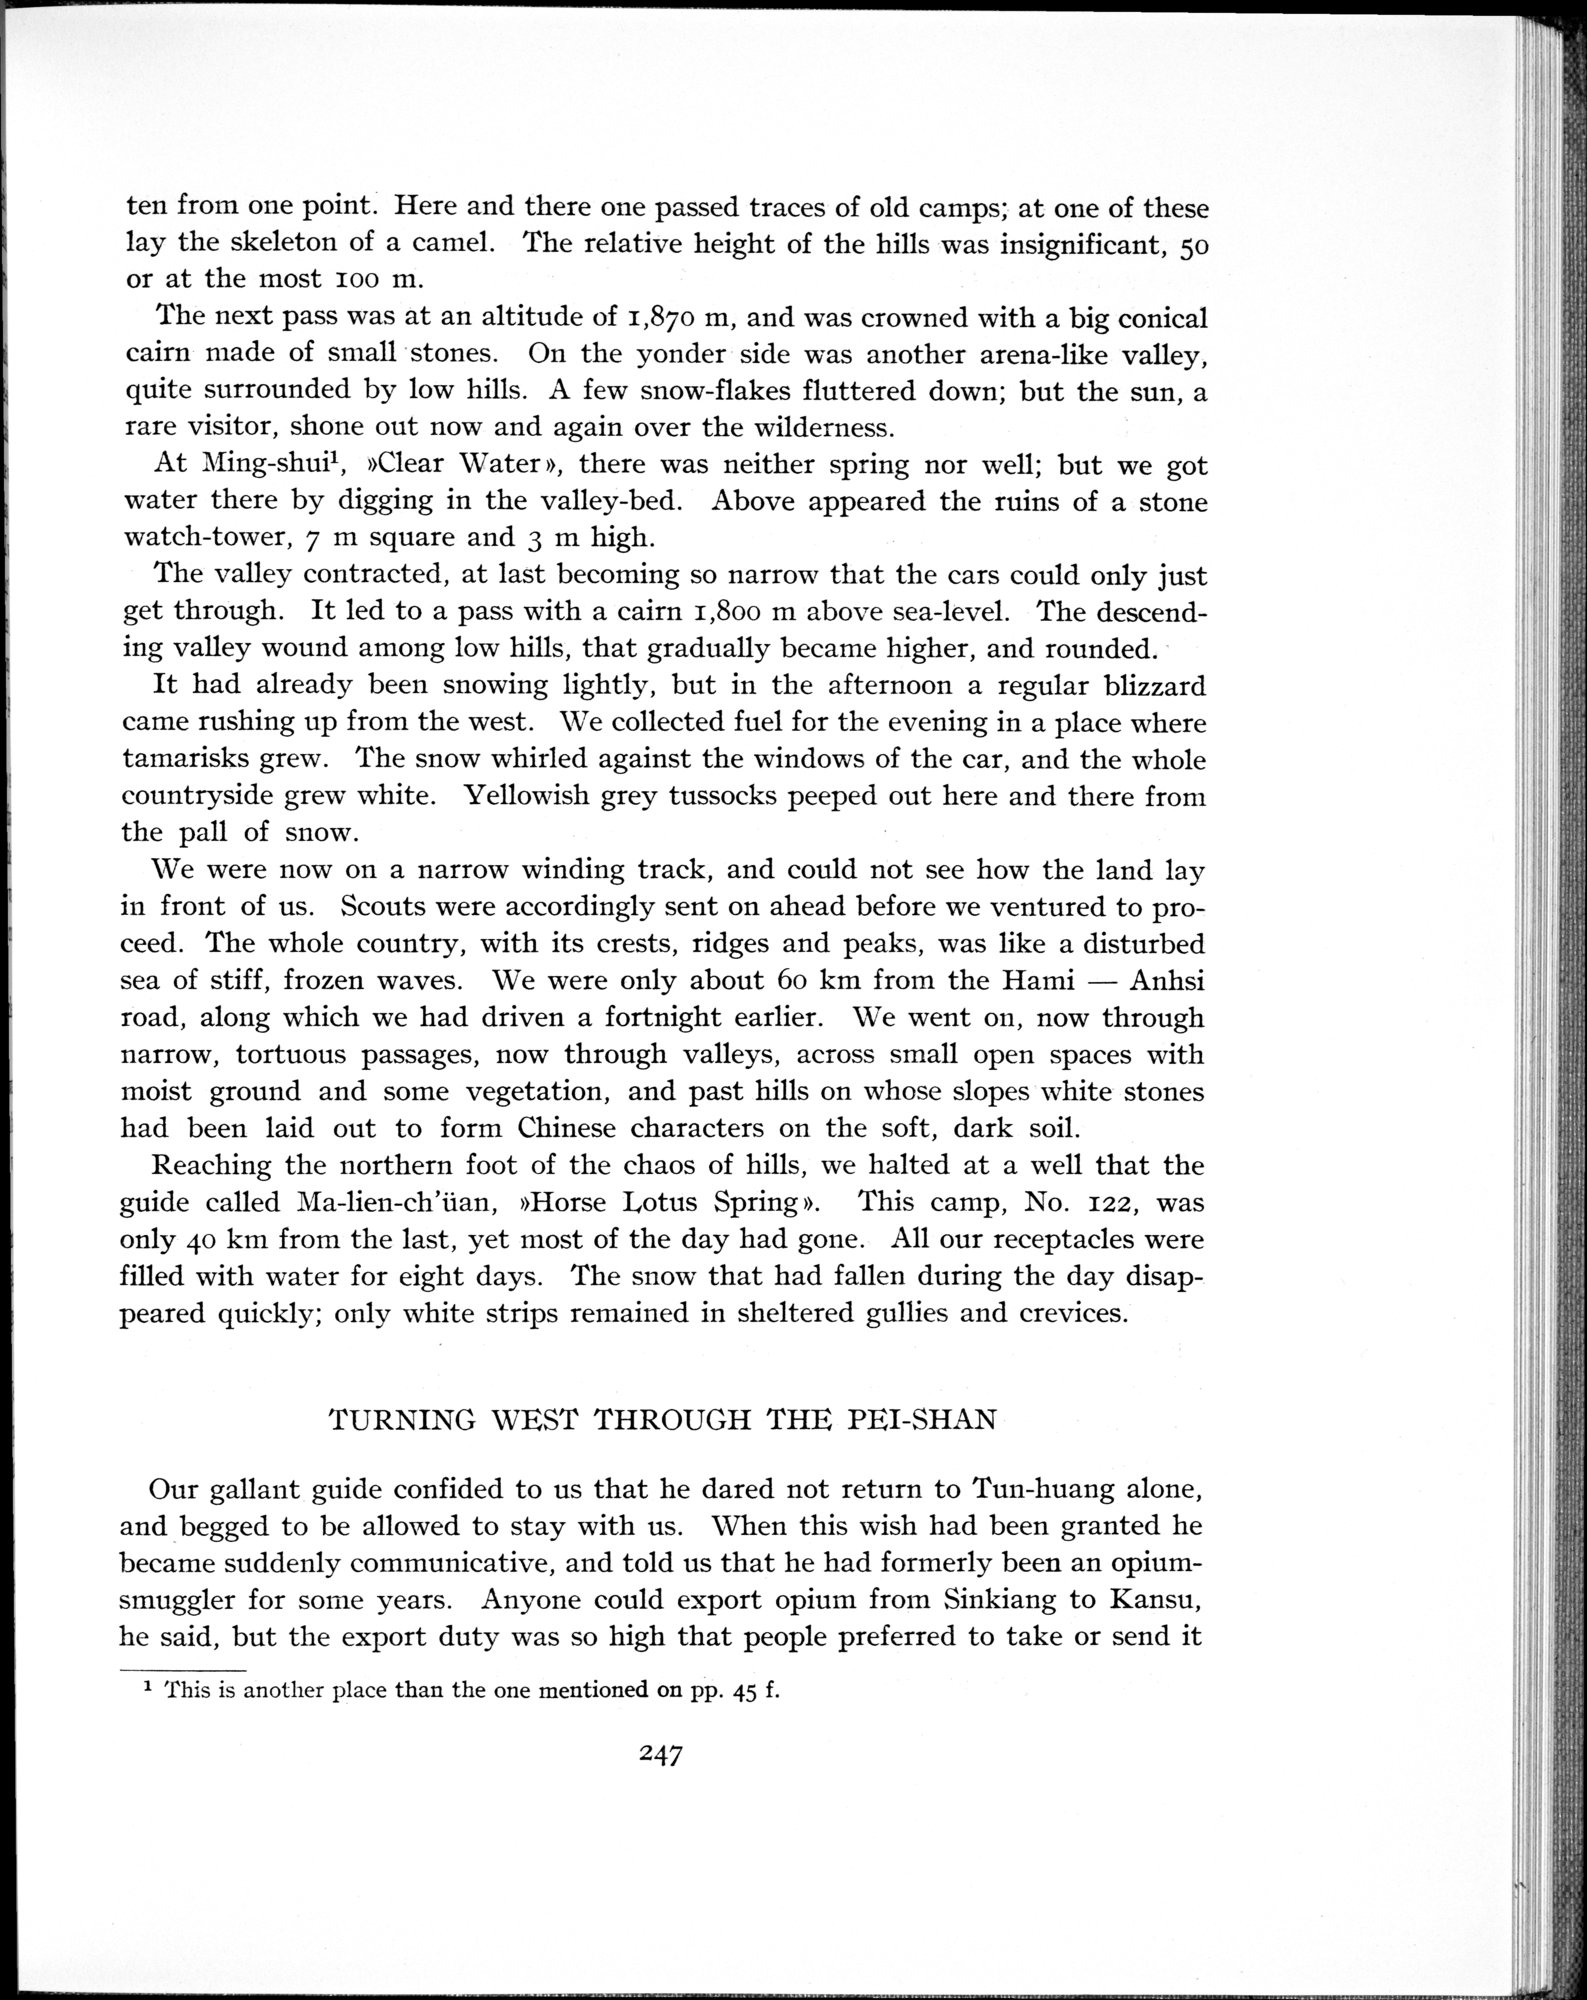 ten from one point. Here and there one passed traces of old camps; at one of these
lay the skeleton of a camel. The relative height of the hills was insignificant, 50
or at the most 100 m.
The next pass was at an altitude of 1,870 m, and was crowned with a big conical
cairn made of small stones. On the yonder side was another arena-like valley,
quite surrounded by low hills. A few snow-flakes fluttered down; but the sun, a
rare visitor, shone out now and again over the wilderness.
At Ming-shui¹, »Clear Water», there was neither spring nor well; but we got
water there by digging in the valley-bed. Above appeared the ruins of a stone
watch-tower, 7 m square and 3 m high.
The valley contracted, at last becoming so narrow that the cars could only just
get through. It led to a pass with a cairn 1,800 m above sea-level. The descend-
ing valley wound among low hills, that gradually became higher, and rounded.
It had already been snowing lightly, but in the afternoon a regular blizzard
came rushing up from the west. We collected fuel for the evening in a place where
tamarisks grew. The snow whirled against the windows of the car, and the whole
countryside grew white. Yellowish grey tussocks peeped out here and there from
the pall of snow.
We were now on a narrow winding track, and could not see how the land lay
in front of us. Scouts were accordingly sent on ahead before we ventured to pro-
ceed. The whole country, with its crests, ridges and peaks, was like a disturbed
sea of stiff, frozen waves. We were only about 60 km from the Hami — Anhsi
road, along which we had driven a fortnight earlier. We went on, now through
narrow, tortuous passages, now through valleys, across small open spaces with
moist ground and some vegetation, and past hills on whose slopes white stones
had been laid out to form Chinese characters on the soft, dark soil.
Reaching the northern foot of the chaos of hills, we halted at a well that the
guide called Ma-lien-ch'üan, »Horse Lotus Spring». This camp, No. 122, was
only 40 km from the last, yet most of the day had gone. All our receptacles were
filled with water for eight days. The snow that had fallen during the day disap-
peared quickly; only white strips remained in sheltered gullies and crevices.
TURNING WEST THROUGH THE PEI-SHAN
Our gallant guide confided to us that he dared not return to Tun-huang alone,
and begged to be allowed to stay with us. When this wish had been granted he
became suddenly communicative, and told us that he had formerly been an opium-
smuggler for some years. Anyone could export opium from Sinkiang to Kansu,
he said, but the export duty was so high that people preferred to take or send it
¹ This is another place than the one mentioned on pp. 45 f.
247